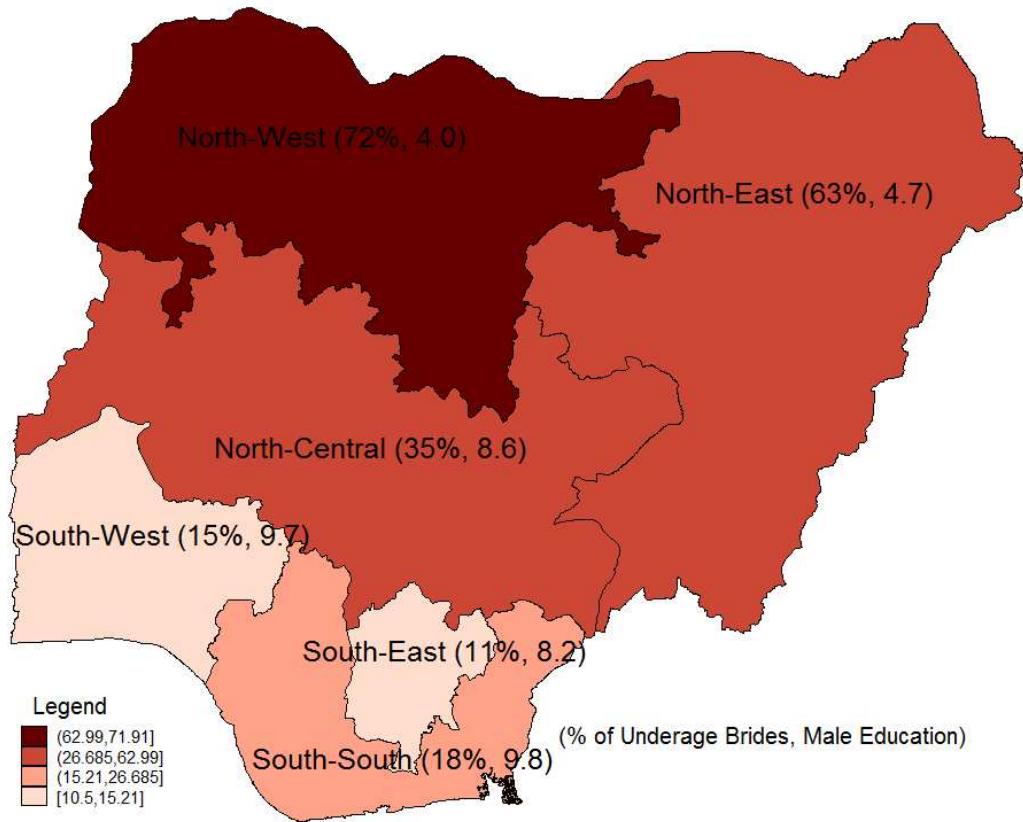 North-West (72%, 4.0)
North-East (63%, 4.7)
North-Central (35%, 8.6)
South-West (15%, 9.7)
South-East (11%, 8.2)
South-South (18%, 9.8)
(% of Underage Brides, Male Education)
Legend
(62.99,71.91]
(26.685,62.99]
(15.21,26.685]
[10.5,15.21]